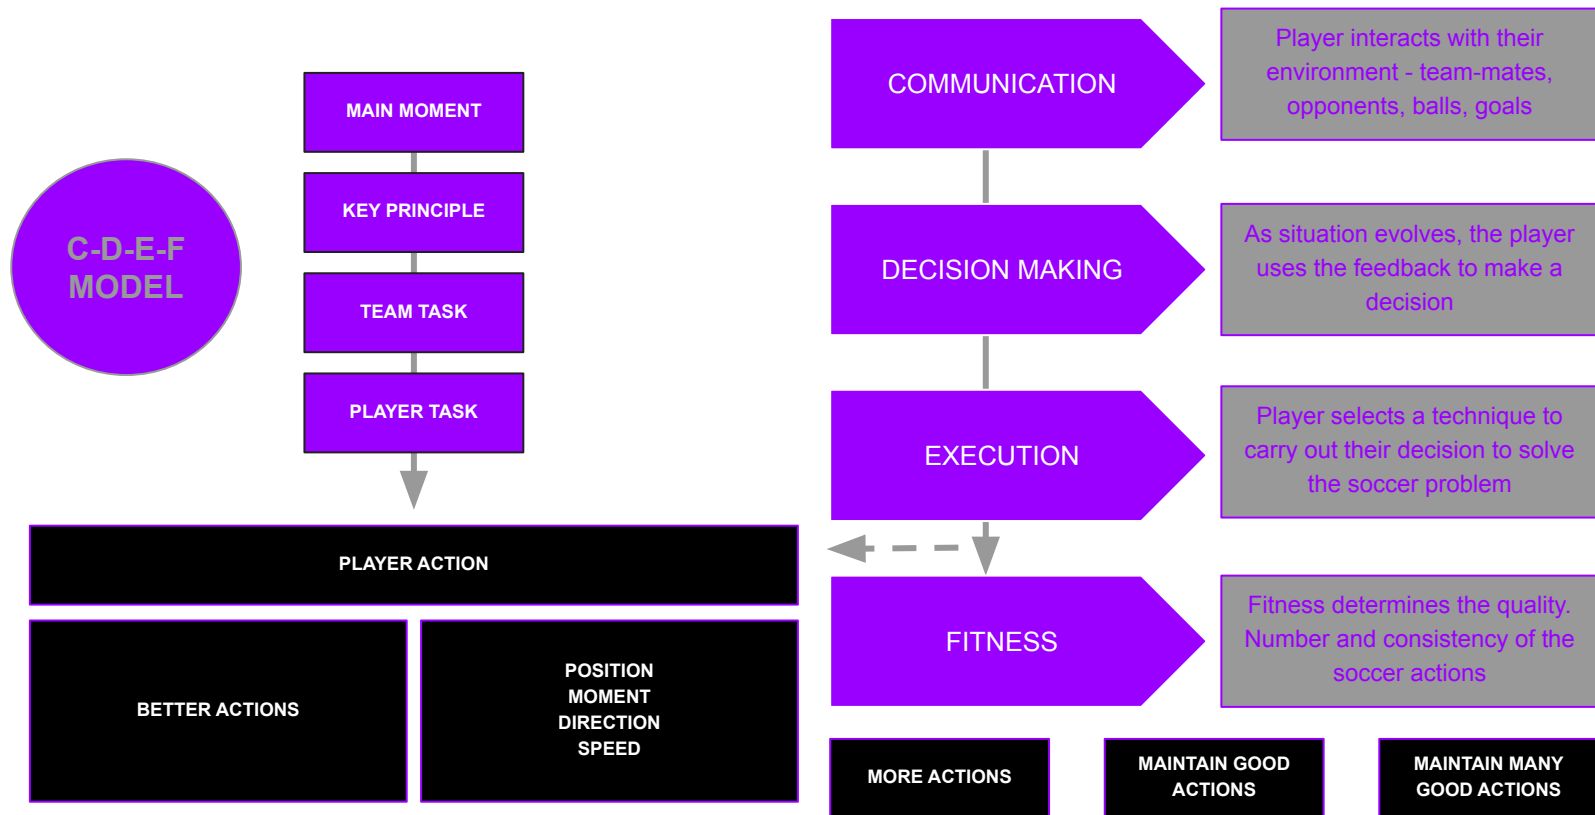 C-D-E-F
MODEL
MAIN MOMENT
KEY PRINCIPLE
TEAM TASK
PLAYER TASK
PLAYER ACTION
BETTER ACTIONS
POSITION
MOMENT
DIRECTION
SPEED
COMMUNICATION
Player interacts with their
environment - team-mates,
opponents, balls, goals
DECISION MAKING
As situation evolves, the player
uses the feedback to make a
decision
EXECUTION
Player selects a technique to
carry out their decision to solve
the soccer problem
FITNESS
Fitness determines the quality.
Number and consistency of the
soccer actions
MORE ACTIONS
MAINTAIN GOOD
ACTIONS
MAINTAIN MANY
GOOD ACTIONS